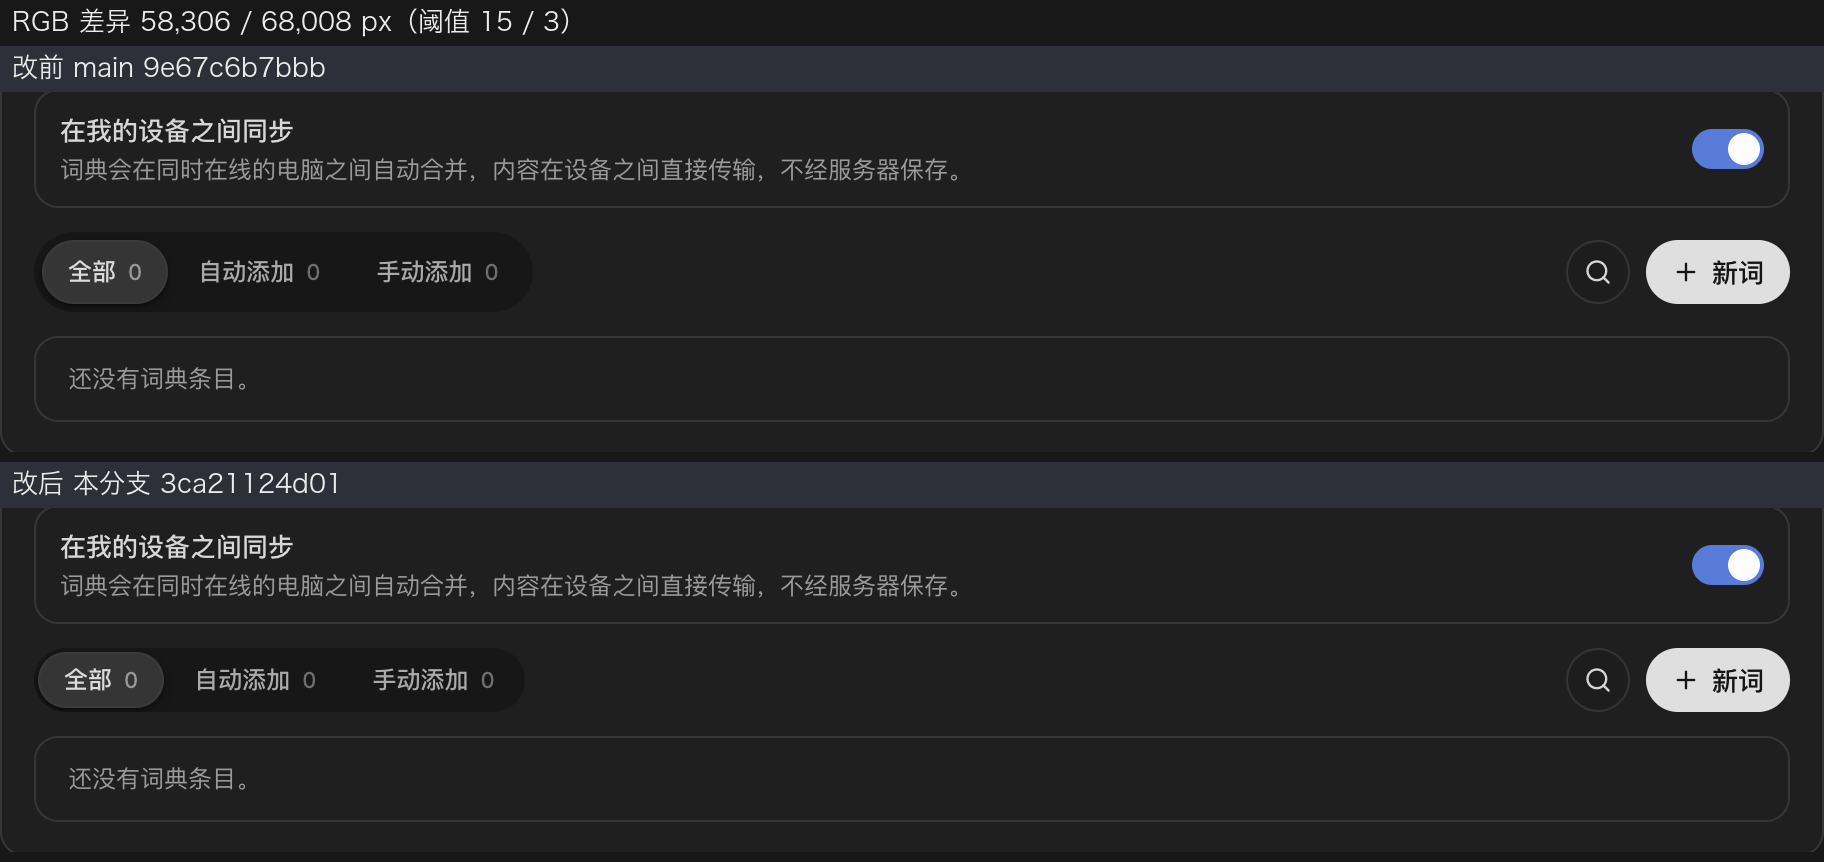 RGB 差异 58,306 / 68,008 px（阈值 15 / 3）
改前 main 9e67c6b7bbb
在我的设备之间同步
词典会在同时在线的电脑之间自动合并，内容在设备之间直接传输，不经服务器保存。
全部 0 自动添加 0 手动添加 0 + 新词
还没有词典条目。
改后 本分支 3ca21124d01
在我的设备之间同步
词典会在同时在线的电脑之间自动合并，内容在设备之间直接传输，不经服务器保存。
全部 0 自动添加 0 手动添加 0 + 新词
还没有词典条目。